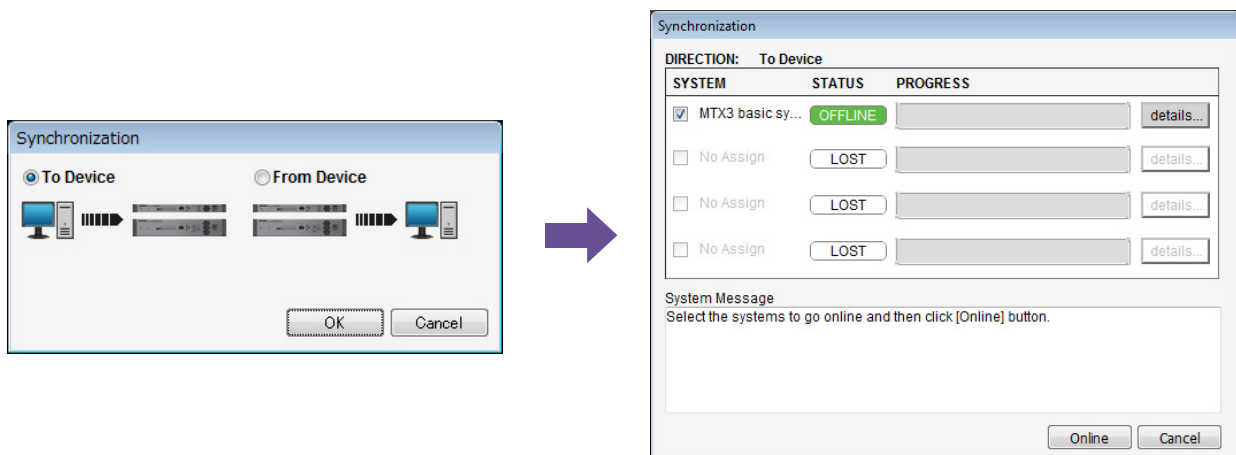 Synchronization
To Device From Device
OK Cancel
Synchronization
DIRECTION: To Device
SYSTEM STATUS PROGRESS
MTX3 basic sy... OFFLINE details...
No Assign LOST details...
No Assign LOST details...
No Assign LOST details...
System Message
Select the systems to go online and then click [Online] button.
Online Cancel